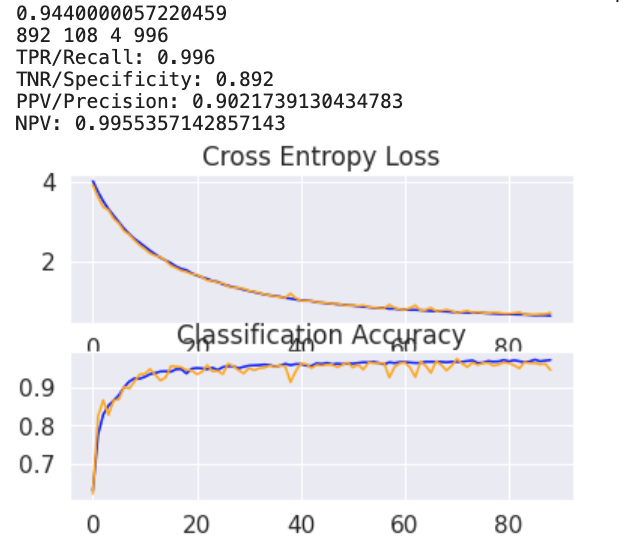 0.9440000057220459
892 108 4 996
TPR/Recall: 0.996
TNR/Specificity: 0.892
PPV/Precision: 0.9021739130434783
NPV: 0.9955357142857143
Cross Entropy Loss
4
2
0 20 40 60 80
Classification Accuracy
0.9
0.8
0.7
0 20 40 60 80